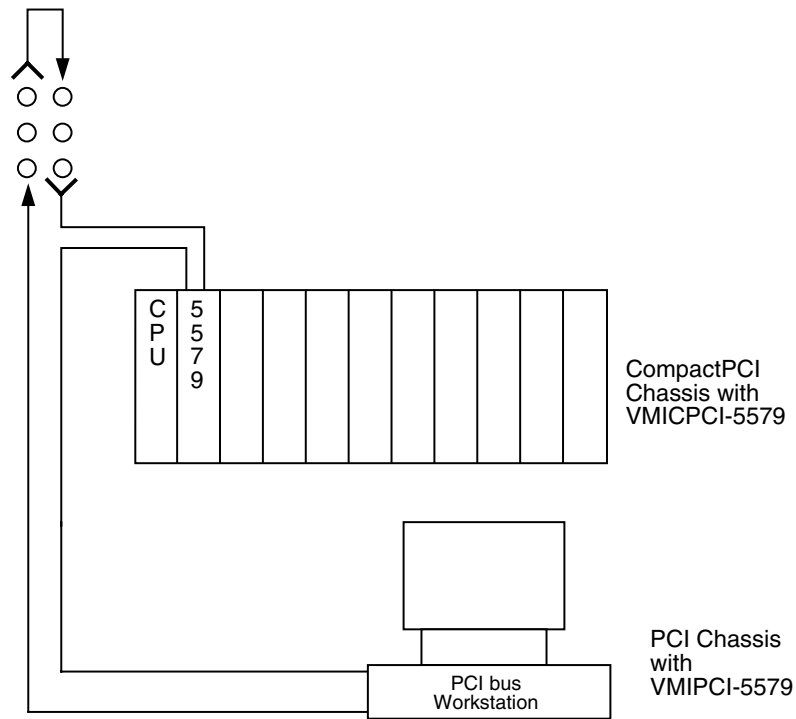 C
P
U
5
5
7
9
CompactPCI
Chassis with
VMICPCI-5579
PCI Chassis
with
VMIPCI-5579
PCI bus
Workstation